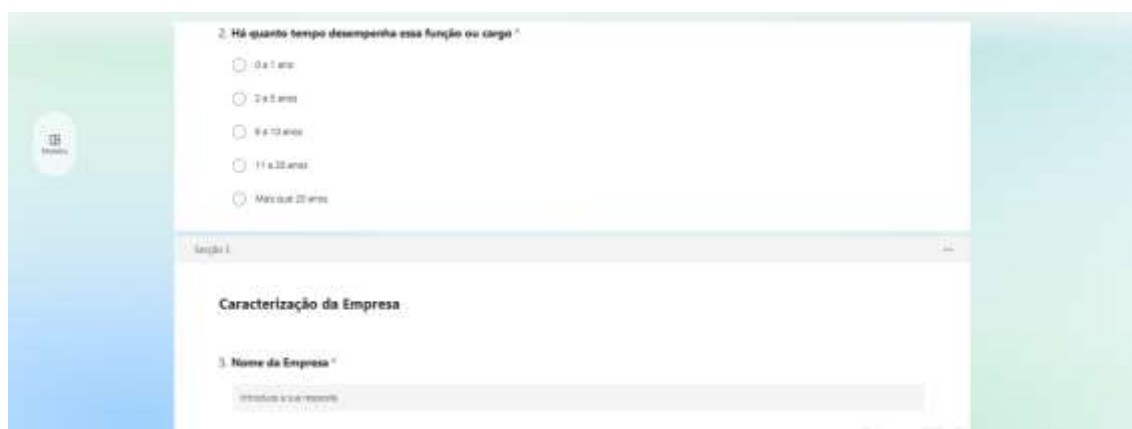 2. Há quanto tempo desempenha essa função ou cargo *
0 a 1 ano
2 a 5 anos
6 a 10 anos
11 a 20 anos
Mais que 20 anos
Secção 3
Caracterização da Empresa
3. Nome da Empresa *
Introduza a sua resposta